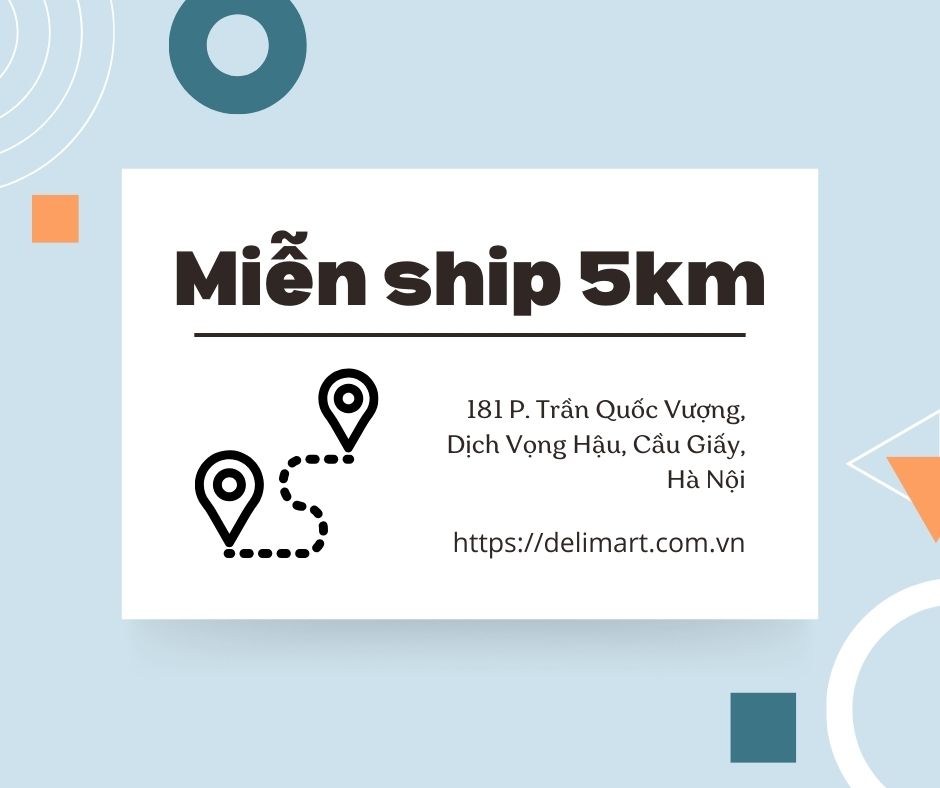 Miễn ship 5km
181 P. Trần Quốc Vượng,
Dịch Vọng Hậu, Cầu Giấy,
Hà Nội
https://delimart.com.vn